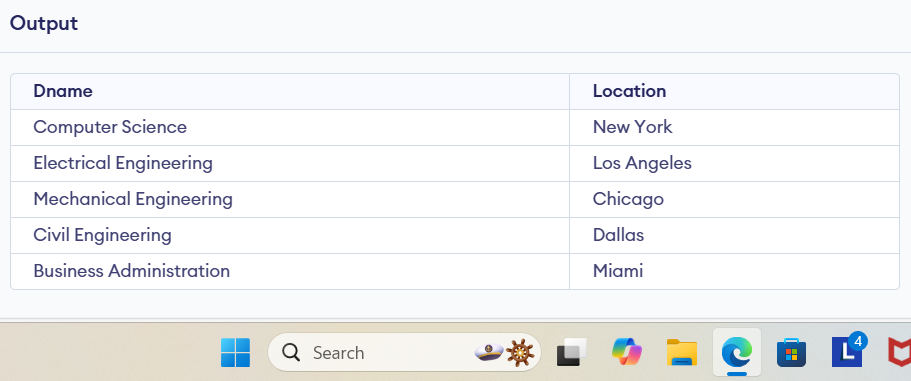 Output
Dname Location
Computer Science New York
Electrical Engineering Los Angeles
Mechanical Engineering Chicago
Civil Engineering Dallas
Business Administration Miami
Search
L 4